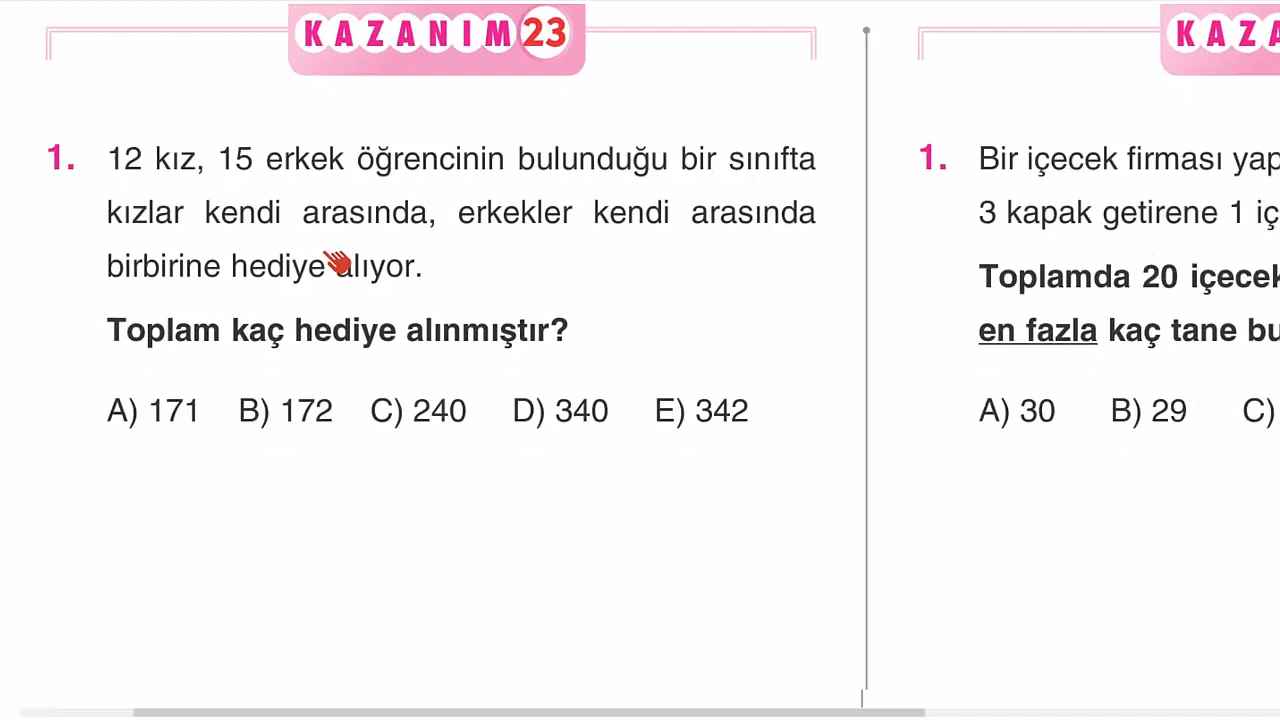 KAZANIM 23
1. 12 kız, 15 erkek öğrencinin bulunduğu bir sınıfta
kızlar kendi arasında, erkekler kendi arasında
birbirine hediye alıyor.
Toplam kaç hediye alınmıştır?
A) 171 B) 172 C) 240 D) 340 E) 342
KAZA
1. Bir içecek firması yap
3 kapak getirene 1 iç
Toplamda 20 içecek
en fazla kaç tane bu
A) 30 B) 29 C)